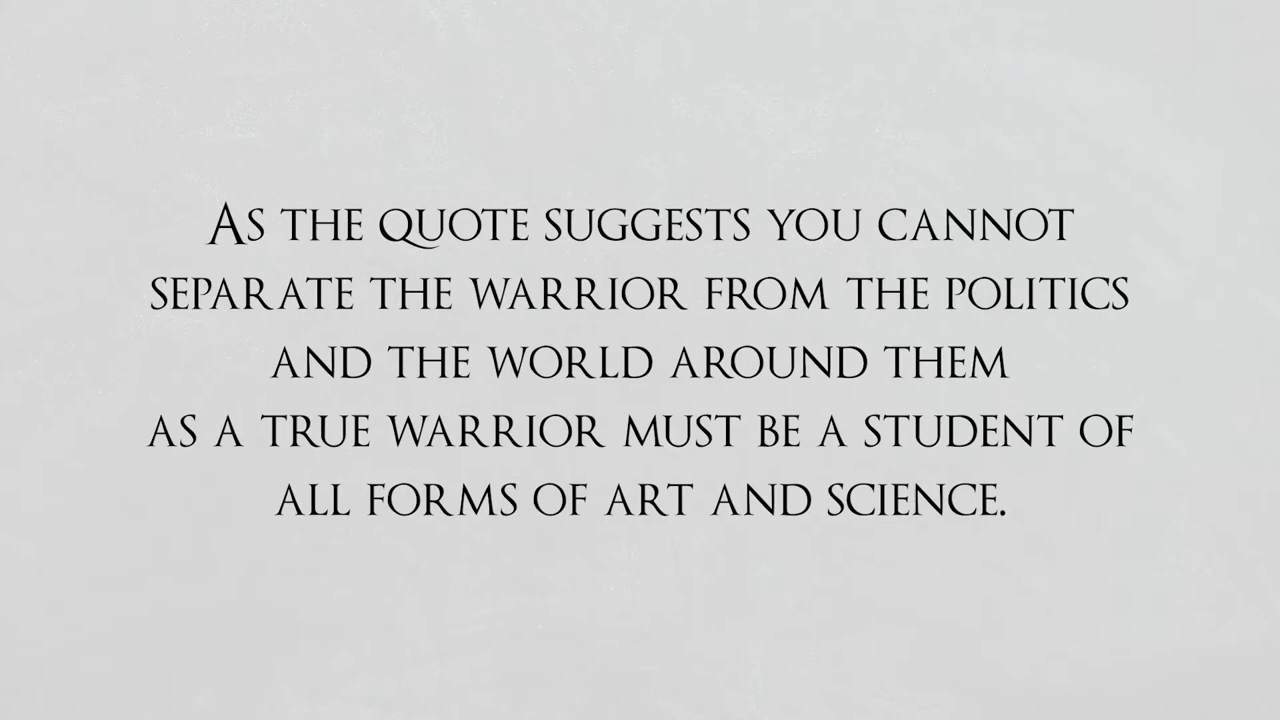 As the quote suggests you cannot
separate the warrior from the politics
and the world around them
as a true warrior must be a student of
all forms of art and science.